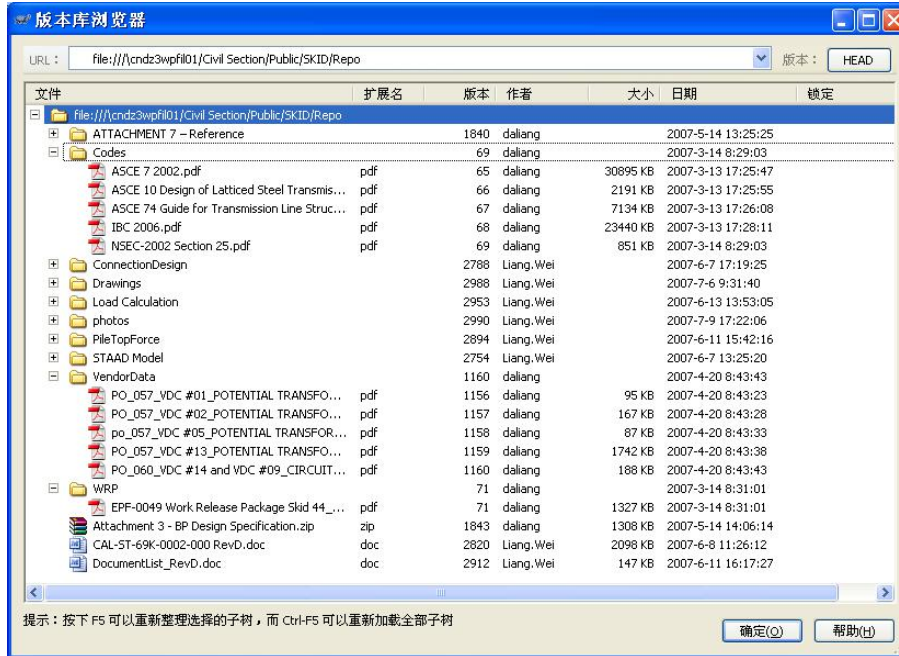 版本库浏览器
URL： file:///\cndz3wpfil01/Civil Section/Public/SKID/Repo 版本： HEAD
文件 扩展名 版本 作者 大小 日期 锁定
file:///\cndz3wpfil01/Civil Section/Public/SKID/Repo
ATTACHMENT 7 – Reference 1840 daliang 2007-5-14 13:25:25
Codes 69 daliang 2007-3-14 8:29:03
ASCE 7 2002.pdf pdf 65 daliang 30895 KB 2007-3-13 17:25:47
ASCE 10 Design of Latticed Steel Transmis... pdf 66 daliang 2191 KB 2007-3-13 17:25:55
ASCE 74 Guide for Transmission Line Struc... pdf 67 daliang 7134 KB 2007-3-13 17:26:08
IBC 2006.pdf pdf 68 daliang 23440 KB 2007-3-13 17:28:11
NSEC-2002 Section 25.pdf pdf 69 daliang 851 KB 2007-3-14 8:29:03
ConnectionDesign 2788 Liang.Wei 2007-6-7 17:19:25
Drawings 2988 Liang.Wei 2007-7-6 9:31:40
Load Calculation 2953 Liang.Wei 2007-6-13 13:53:05
photos 2990 Liang.Wei 2007-7-9 17:22:06
PileTopForce 2894 Liang.Wei 2007-6-11 15:42:16
STAAD Model 2754 Liang.Wei 2007-6-7 13:25:20
VendorData 1160 daliang 2007-4-20 8:43:43
PO_057_VDC #01_POTENTIAL TRANSFO... pdf 1156 daliang 95 KB 2007-4-20 8:43:23
PO_057_VDC #02_POTENTIAL TRANSFO... pdf 1157 daliang 167 KB 2007-4-20 8:43:28
po_057_VDC #05_POTENTIAL TRANSFOR... pdf 1158 daliang 87 KB 2007-4-20 8:43:33
PO_057_VDC #13_POTENTIAL TRANSFO... pdf 1159 daliang 1742 KB 2007-4-20 8:43:38
PO_060_VDC #14 and VDC #09_CIRCUIT... pdf 1160 daliang 188 KB 2007-4-20 8:43:43
WRP 71 daliang 2007-3-14 8:31:01
EPF-0049 Work Release Package Skid 44_... pdf 71 daliang 1327 KB 2007-3-14 8:31:01
Attachment 3 - BP Design Specification.zip zip 1843 daliang 1308 KB 2007-5-14 14:06:14
CAL-ST-69K-0002-000 RevD.doc doc 2820 Liang.Wei 2098 KB 2007-6-8 11:26:12
DocumentList_RevD.doc doc 2912 Liang.Wei 147 KB 2007-6-11 16:17:27
提示：按下 F5 可以重新整理选择的子树，而 Ctrl-F5 可以重新加载全部子树
确定(O) 帮助(H)